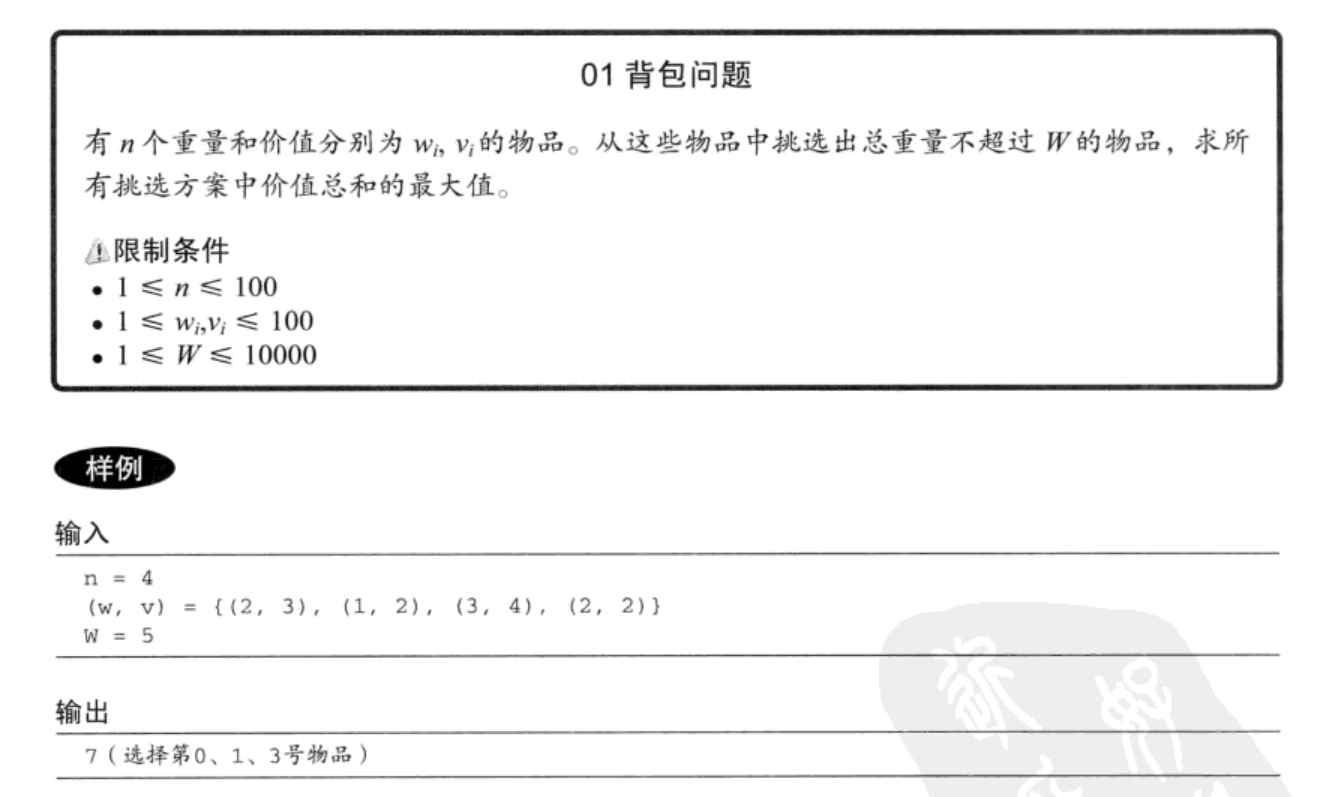 01 背包问题
有 n 个重量和价值分别为 wi, vi的物品。从这些物品中挑选出总重量不超过 W 的物品，求所
有挑选方案中价值总和的最大值。
限制条件
• 1 ≤ n ≤ 100
• 1 ≤ wi,vi ≤ 100
• 1 ≤ W ≤ 10000
样例
输入
n = 4
(w, v) = {(2, 3), (1, 2), (3, 4), (2, 2)}
W = 5
输出
7（选择第0、1、3号物品）